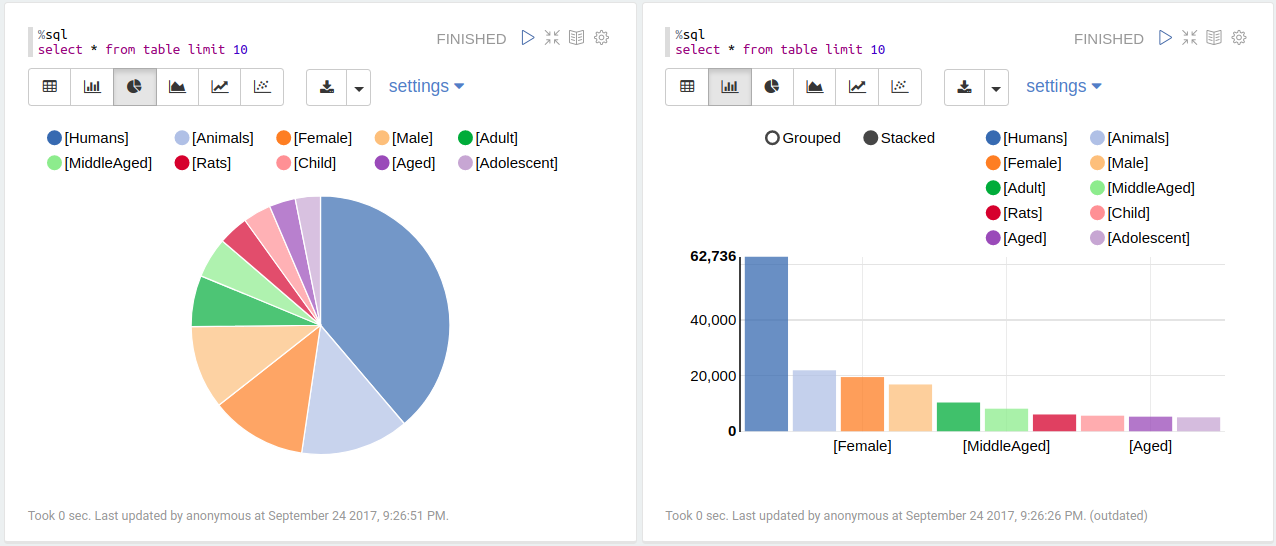 %sql
select * from table limit 10
FINISHED
settings
[Humans] [Animals] [Female] [Male] [Adult]
[MiddleAged] [Rats] [Child] [Aged] [Adolescent]
Took 0 sec. Last updated by anonymous at September 24 2017, 9:26:51 PM.
%sql
select * from table limit 10
FINISHED
settings
Grouped Stacked [Humans] [Animals]
[Female] [Male]
[Adult] [MiddleAged]
[Rats] [Child]
[Aged] [Adolescent]
62,736
40,000
20,000
0
[Female] [MiddleAged] [Aged]
Took 0 sec. Last updated by anonymous at September 24 2017, 9:26:26 PM. (outdated)